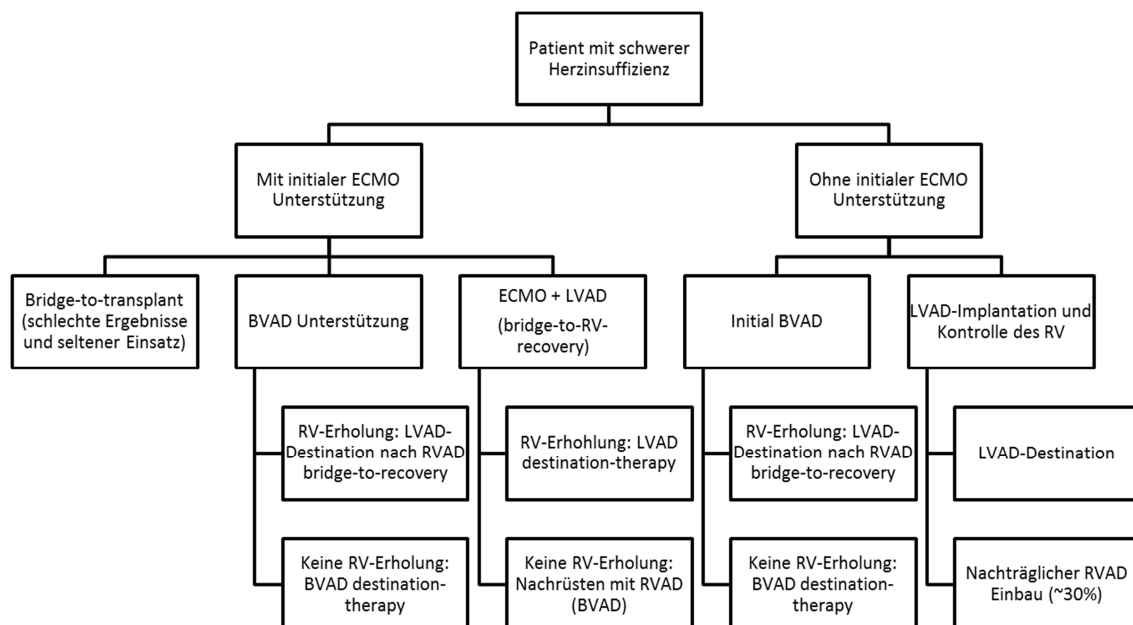 Patient mit schwerer
Herzinsuffizienz
Mit initialer ECMO
Unterstützung
Ohne initialer ECMO
Unterstützung
Bridge-to-transplant
(schlechte Ergebnisse
und seltener Einsatz)
BVAD Unterstützung
ECMO + LVAD
(bridge-to-RV-
recovery)
Initial BVAD
LVAD-Implantation und
Kontrolle des RV
RV-Erholung: LVAD-
Destination nach RVAD
bridge-to-recovery
RV-Erhohlung: LVAD
destination-therapy
RV-Erholung: LVAD-
Destination nach RVAD
bridge-to-recovery
LVAD-Destination
Keine RV-Erholung:
BVAD destination-
therapy
Keine RV-Erholung:
Nachrüsten mit RVAD
(BVAD)
Keine RV-Erholung:
BVAD destination-
therapy
Nachträglicher RVAD
Einbau (~30%)